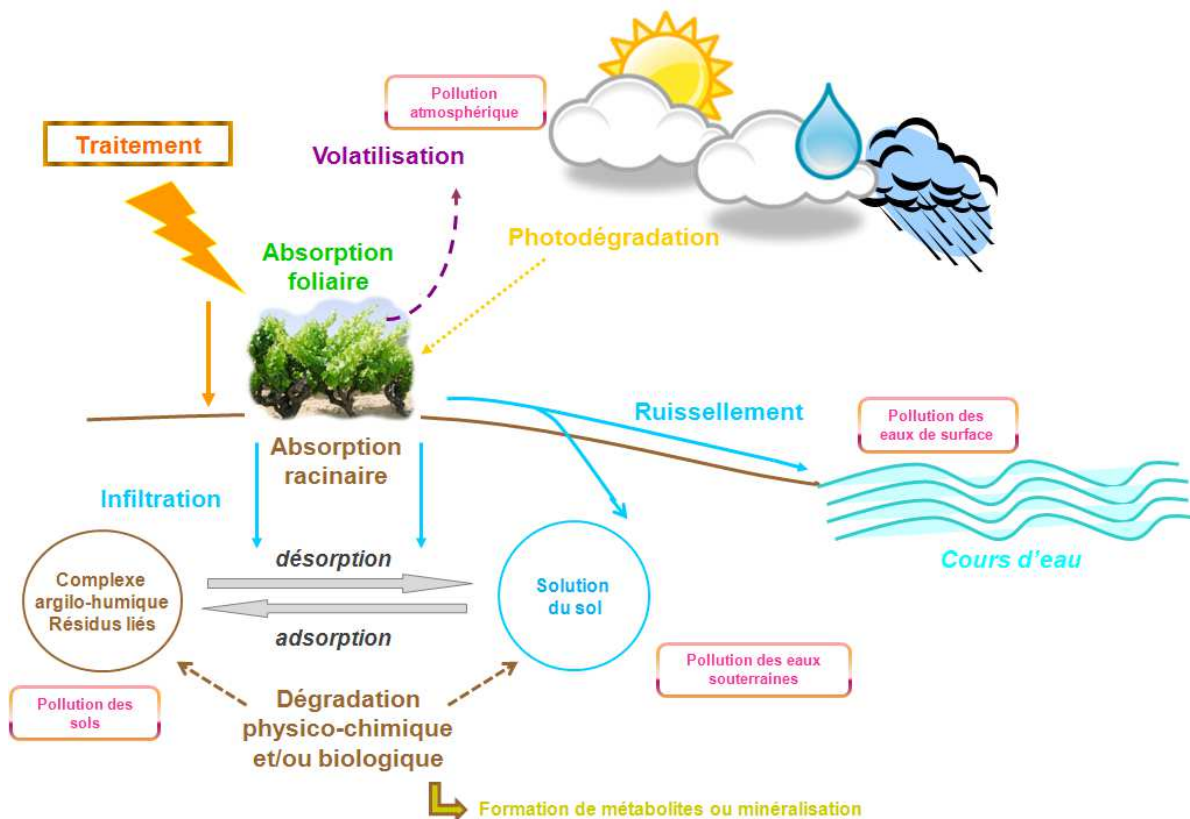 Pollution
atmosphérique
Traitement
Volatilisation
Photodégradation
Absorption
foliaire
Ruissellement
Pollution des
eaux de surface
Absorption
racinaire
Infiltration
désorption
Cours d'eau
Complexe
argilo-humique
Résidus liés
Solution
du sol
adsorption
Pollution des eaux
souterraines
Pollution des
sols
Dégradation
physico-chimique
et/ou biologique
Formation de métabolites ou minéralisation